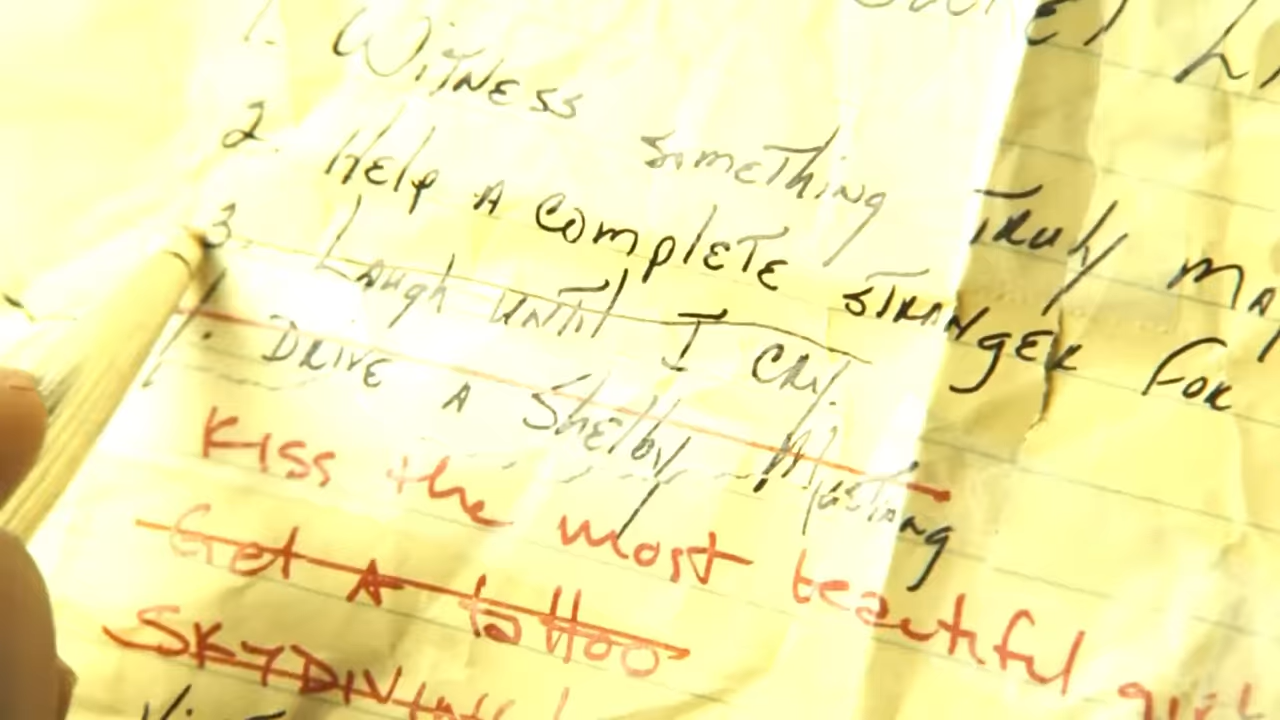 1. WITNESS SOMETHING TRULY MA
2. HELP A COMPLETE STRANGER FOR
3. LAUGH UNTIL I CRY.
DRIVE A SHELBY MUSTANG
Kiss the most beautiful girl
Get A tattoo
SKYDIVING